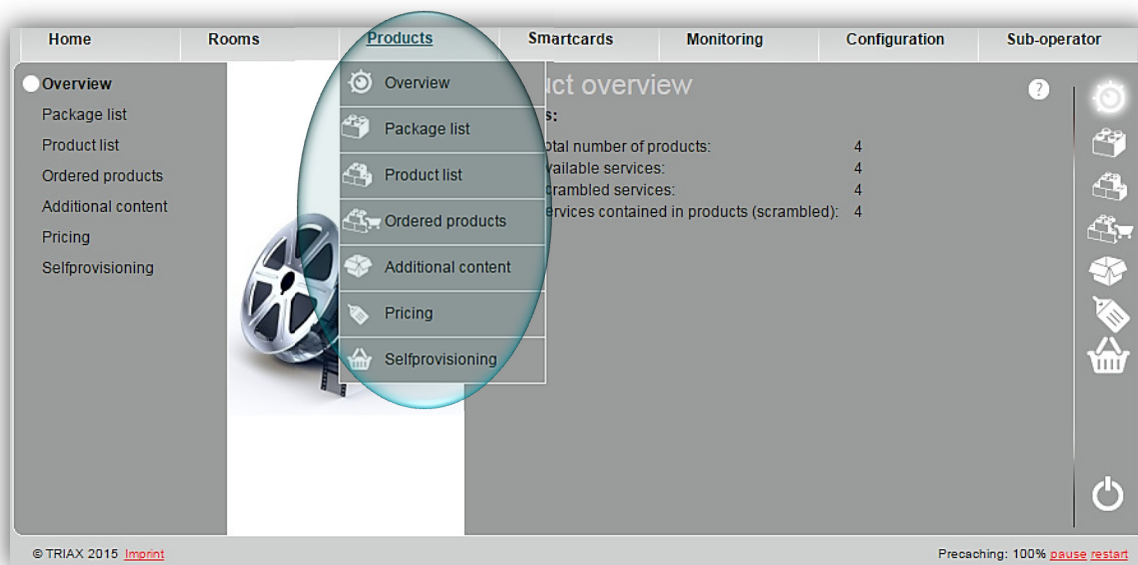 Home Rooms Products Smartcards Monitoring Configuration Sub-operator
Overview
Package list
Product list
Ordered products
Additional content
Pricing
Selfprovisioning
Overview
Package list
Product list
Ordered products
Additional content
Pricing
Selfprovisioning
uct overview
?
s:
otal number of products: 4
vailable services: 4
crambled services: 4
ervices contained in products (scrambled): 4
© TRIAX 2015 Imprint
Precaching: 100% pause restart